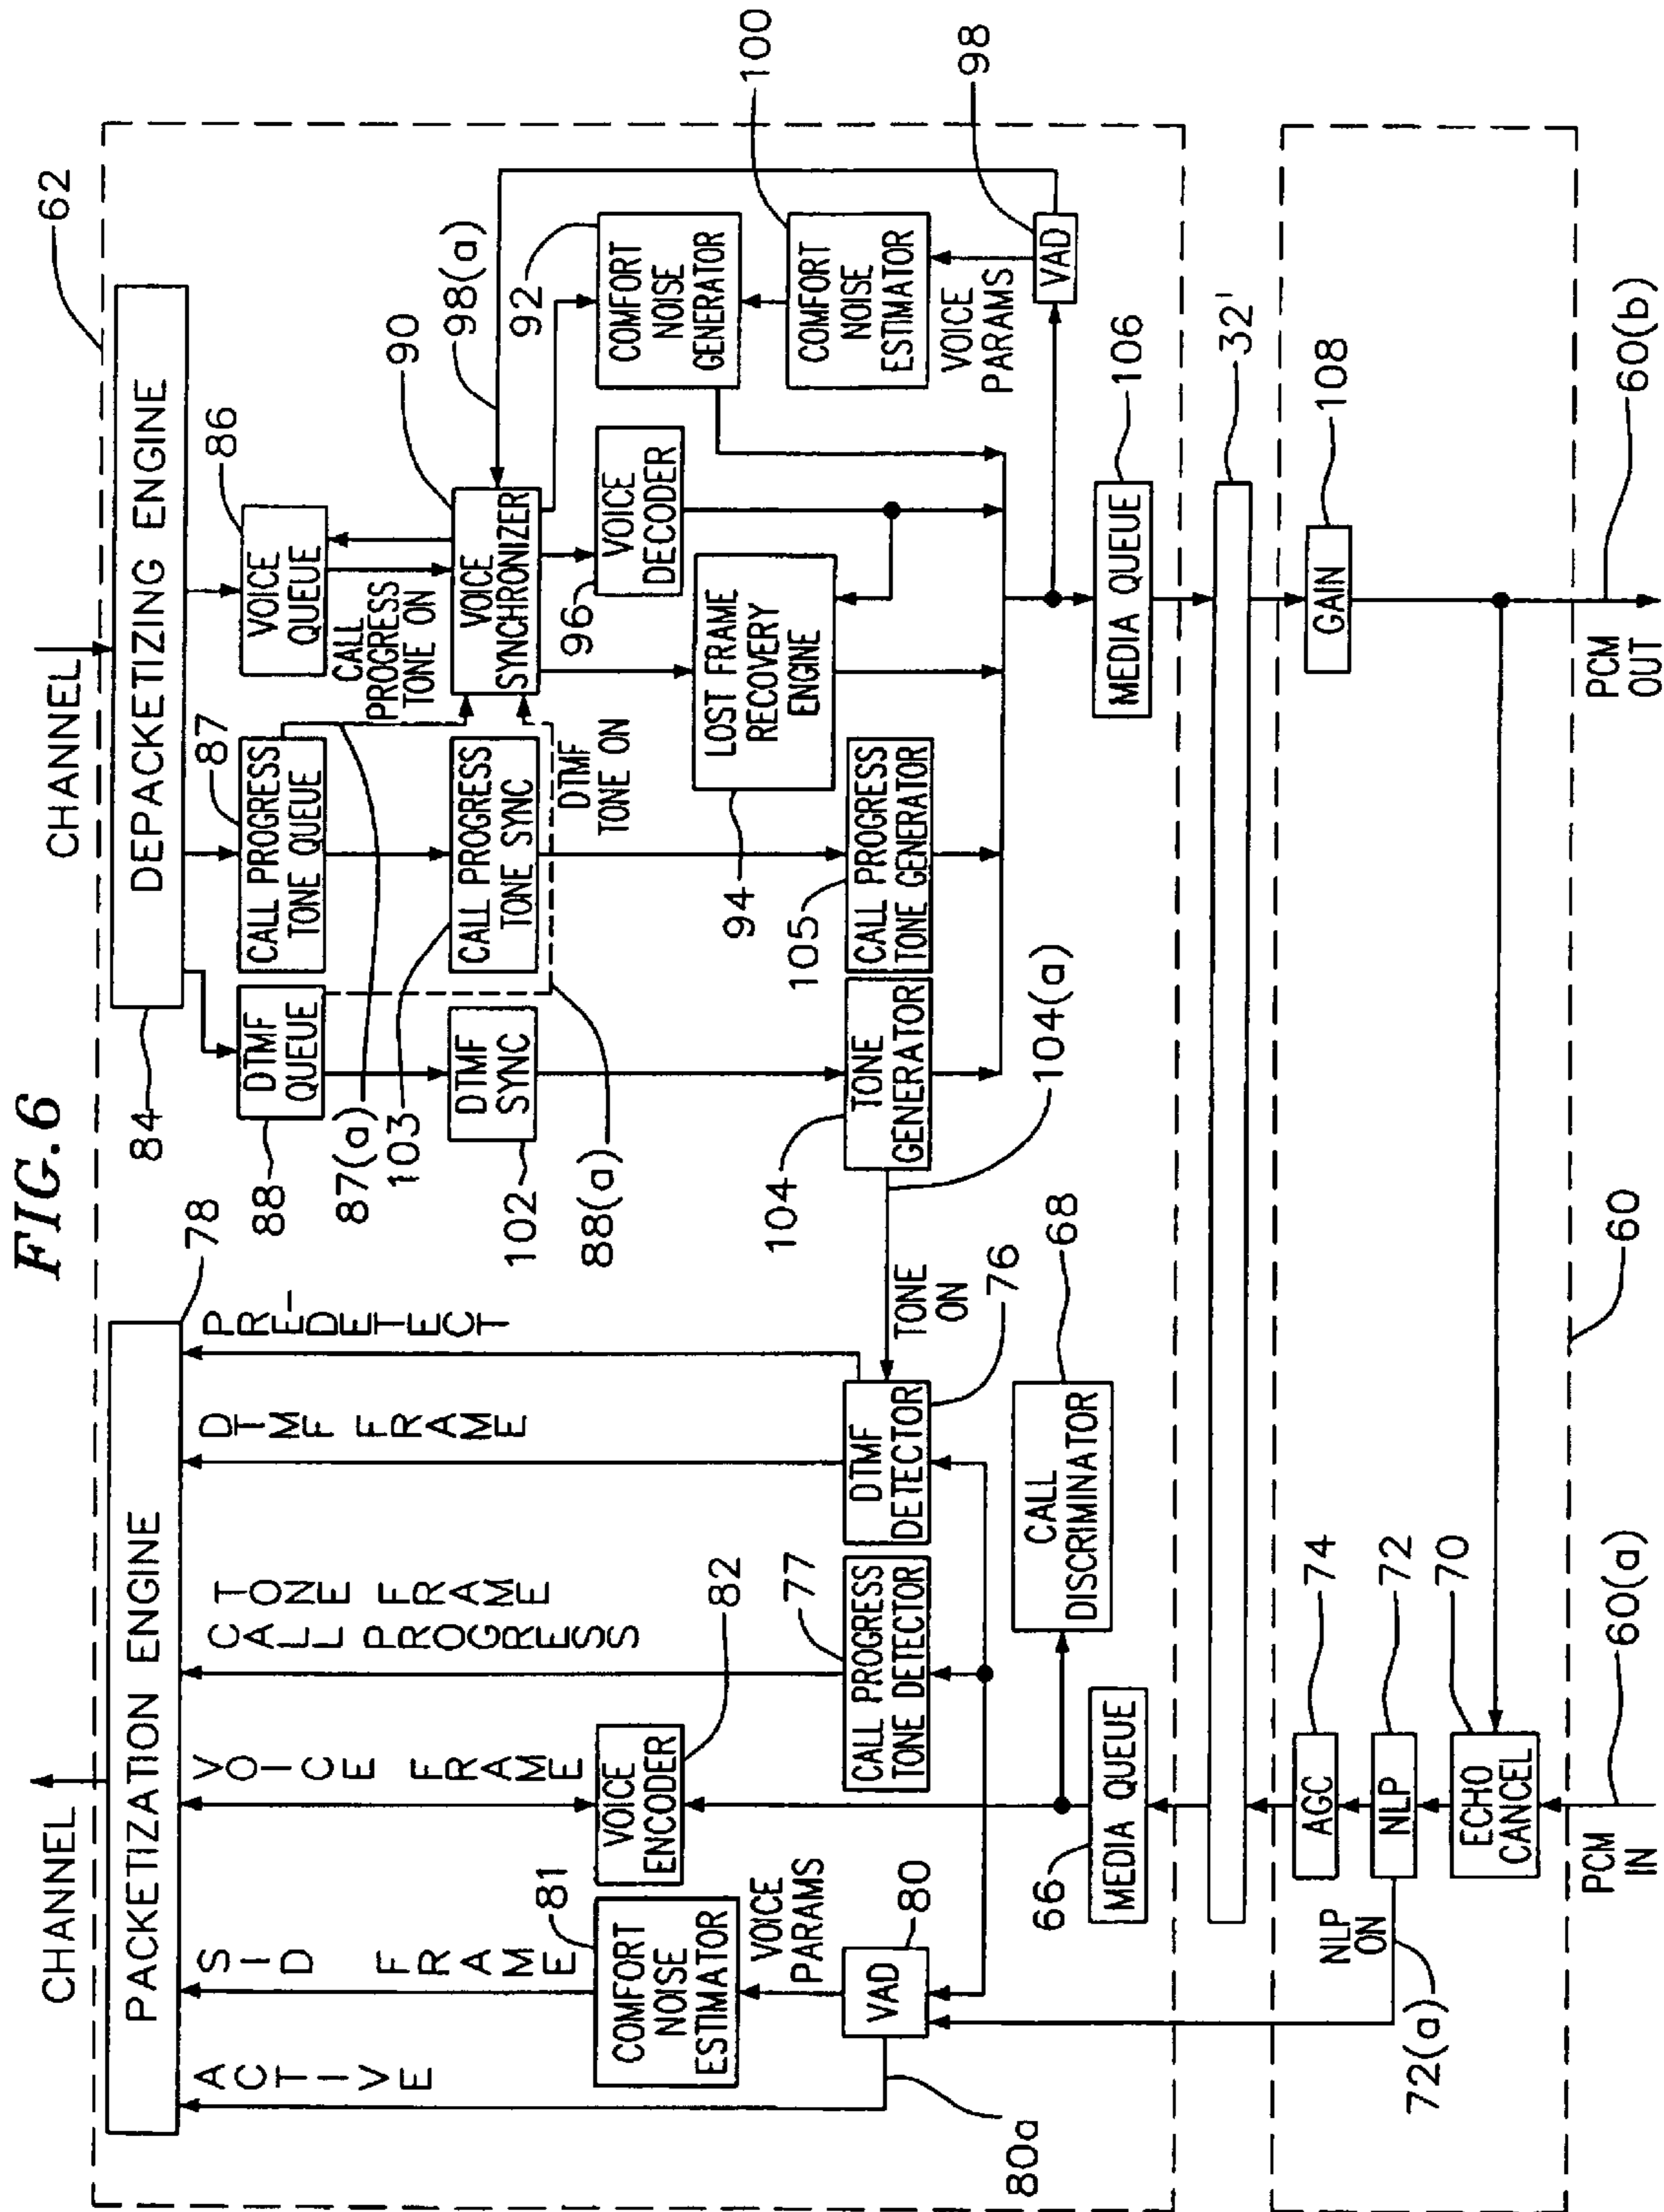 FIG.6
CHANNEL
CHANNEL
62
PACKETIZATION ENGINE
78
DEPACKETIZING ENGINE
84
ACTIVE
SID FRAME
VOICE FRAME
CALL PROGRESS
TONE FRAME
DTMF FRAME
PRE-
DETECT
DTMF
QUEUE
88
CALL PROGRESS
TONE QUEUE
87
VOICE
QUEUE
86
87(a)
CALL
PROGRESS
TONE ON
90
98(a)
103
DTMF
SYNC
102
CALL PROGRESS
TONE SYNC
VOICE
SYNCHRONIZER
88(a)
DTMF
TONE ON
92
COMFORT
NOISE
ESTIMATOR
81
VOICE
ENCODER
82
96
VOICE
DECODER
COMFORT
NOISE
GENERATOR
100
LOST FRAME
RECOVERY
ENGINE
94
COMFORT
NOISE
ESTIMATOR
VOICE
PARAMS
VAD
80
80a
77
CALL PROGRESS
TONE DETECTOR
DTMF
DETECTOR
76
TONE
ON
104
TONE
GENERATOR
104(a)
105
CALL PROGRESS
TONE GENERATOR
VOICE
PARAMS
98
VAD
CALL
DISCRIMINATOR
68
66
MEDIA QUEUE
MEDIA QUEUE
106
32'
NLP
ON
72(a)
AGC
74
NLP
72
ECHO
CANCEL
70
GAIN
108
PCM
IN
60(a)
60
PCM
OUT
60(b)